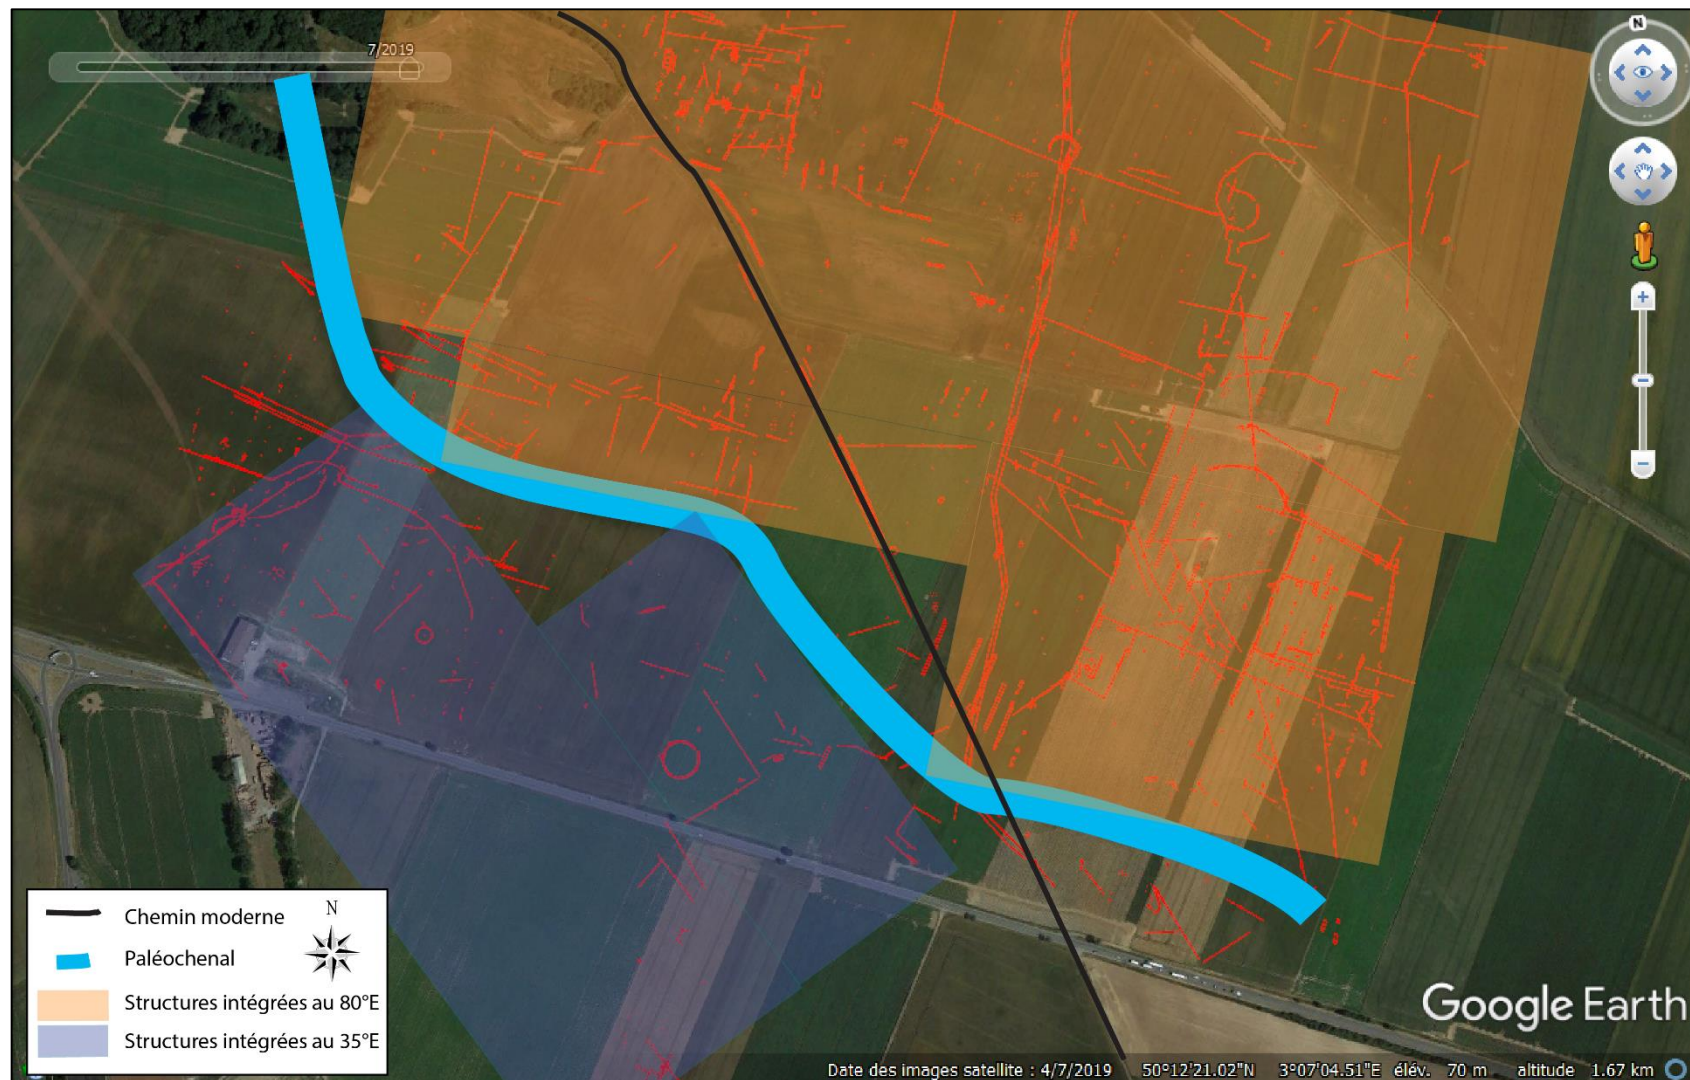 7/2019
N
Chemin moderne
N
Paléochenal
Structures intégrées au 80°E
Structures intégrées au 35°E
Google Earth
Date des images satellite : 4/7/2019 50°12'21.02"N 3°07'04.51"E élév. 70 m altitude 1.67 km